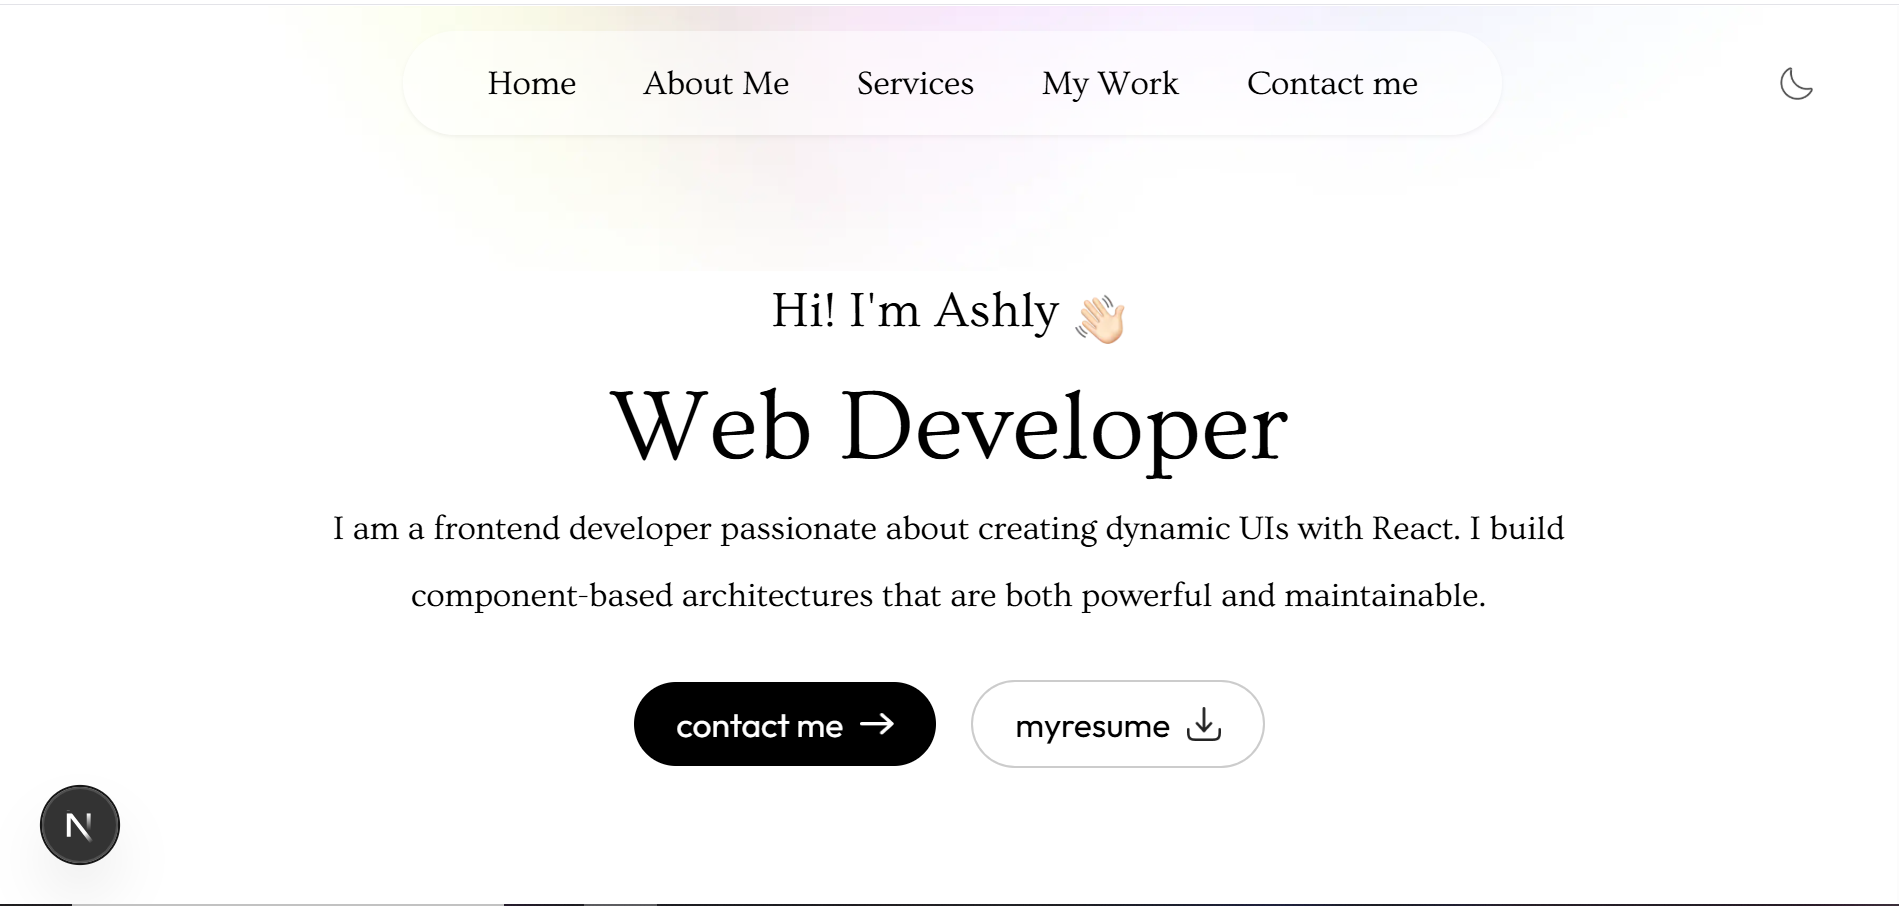 Home About Me Services My Work Contact me
Hi! I'm Ashly 👋🏻
Web Developer
I am a frontend developer passionate about creating dynamic UIs with React. I build
component-based architectures that are both powerful and maintainable.
contact me → myresume
N